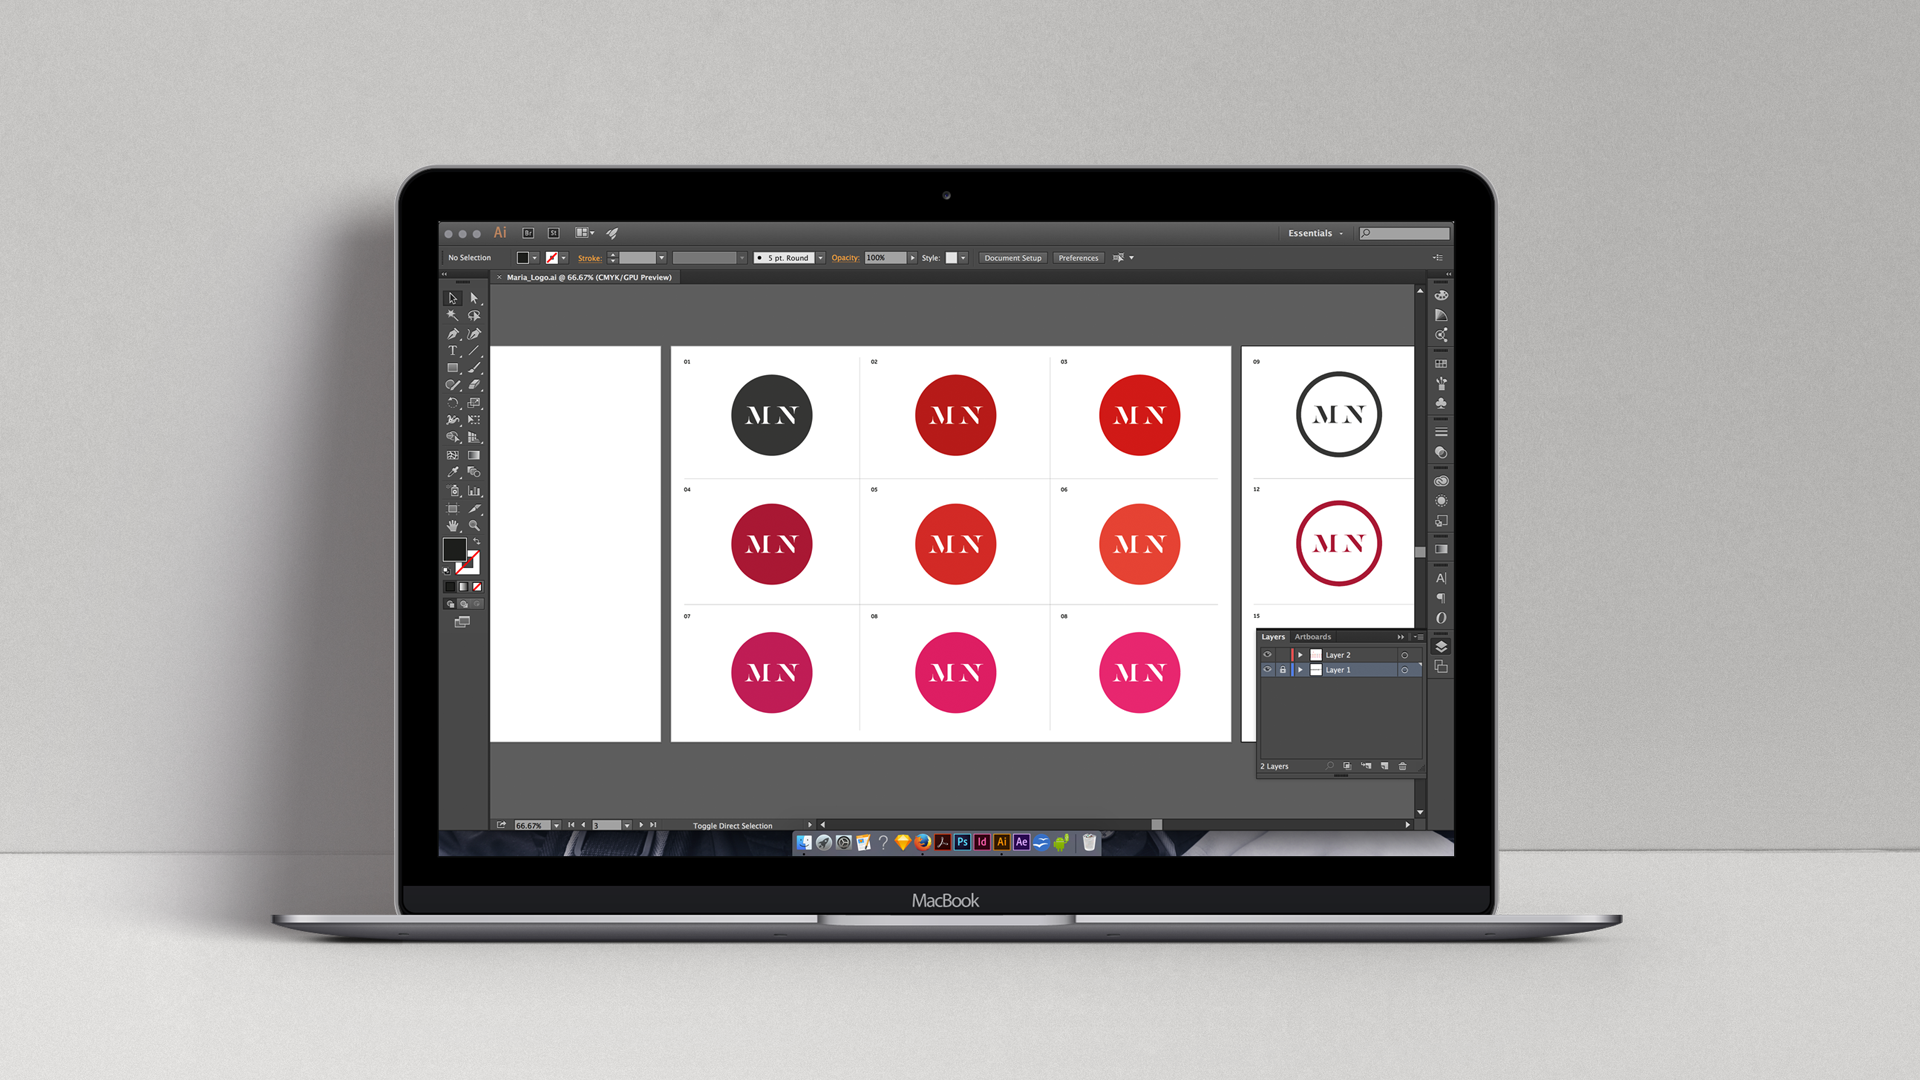 Ai Br St Essentials
No Selection Stroke: 5 pt. Round Opacity: 100% Style: Document Setup Preferences
× Maria_Logo.ai @ 66.67% (CMYK/GPU Preview)
01 02 03 09
MN MN MN MN
04 05 06 12
MN MN MN MN
07 08 08 15
MN MN MN
Layers Artboards
Layer 2
Layer 1
2 Layers
66.67% 3 Toggle Direct Selection
Ps Id Ai Ae
MacBook